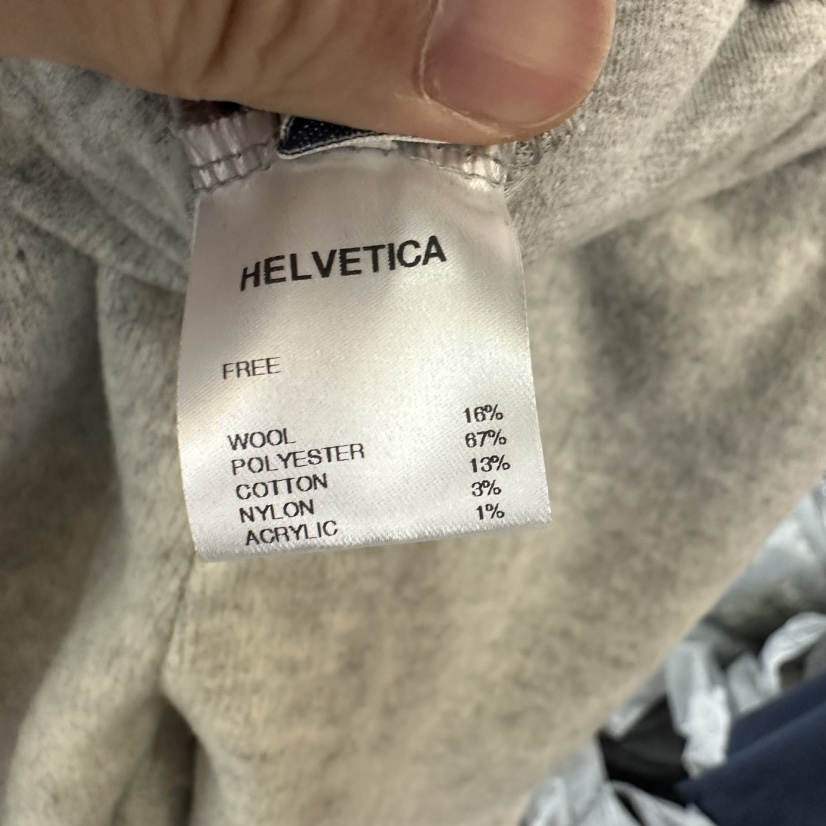 HELVETICA
FREE
WOOL 16%
POLYESTER 67%
COTTON 13%
NYLON 3%
ACRYLIC 1%